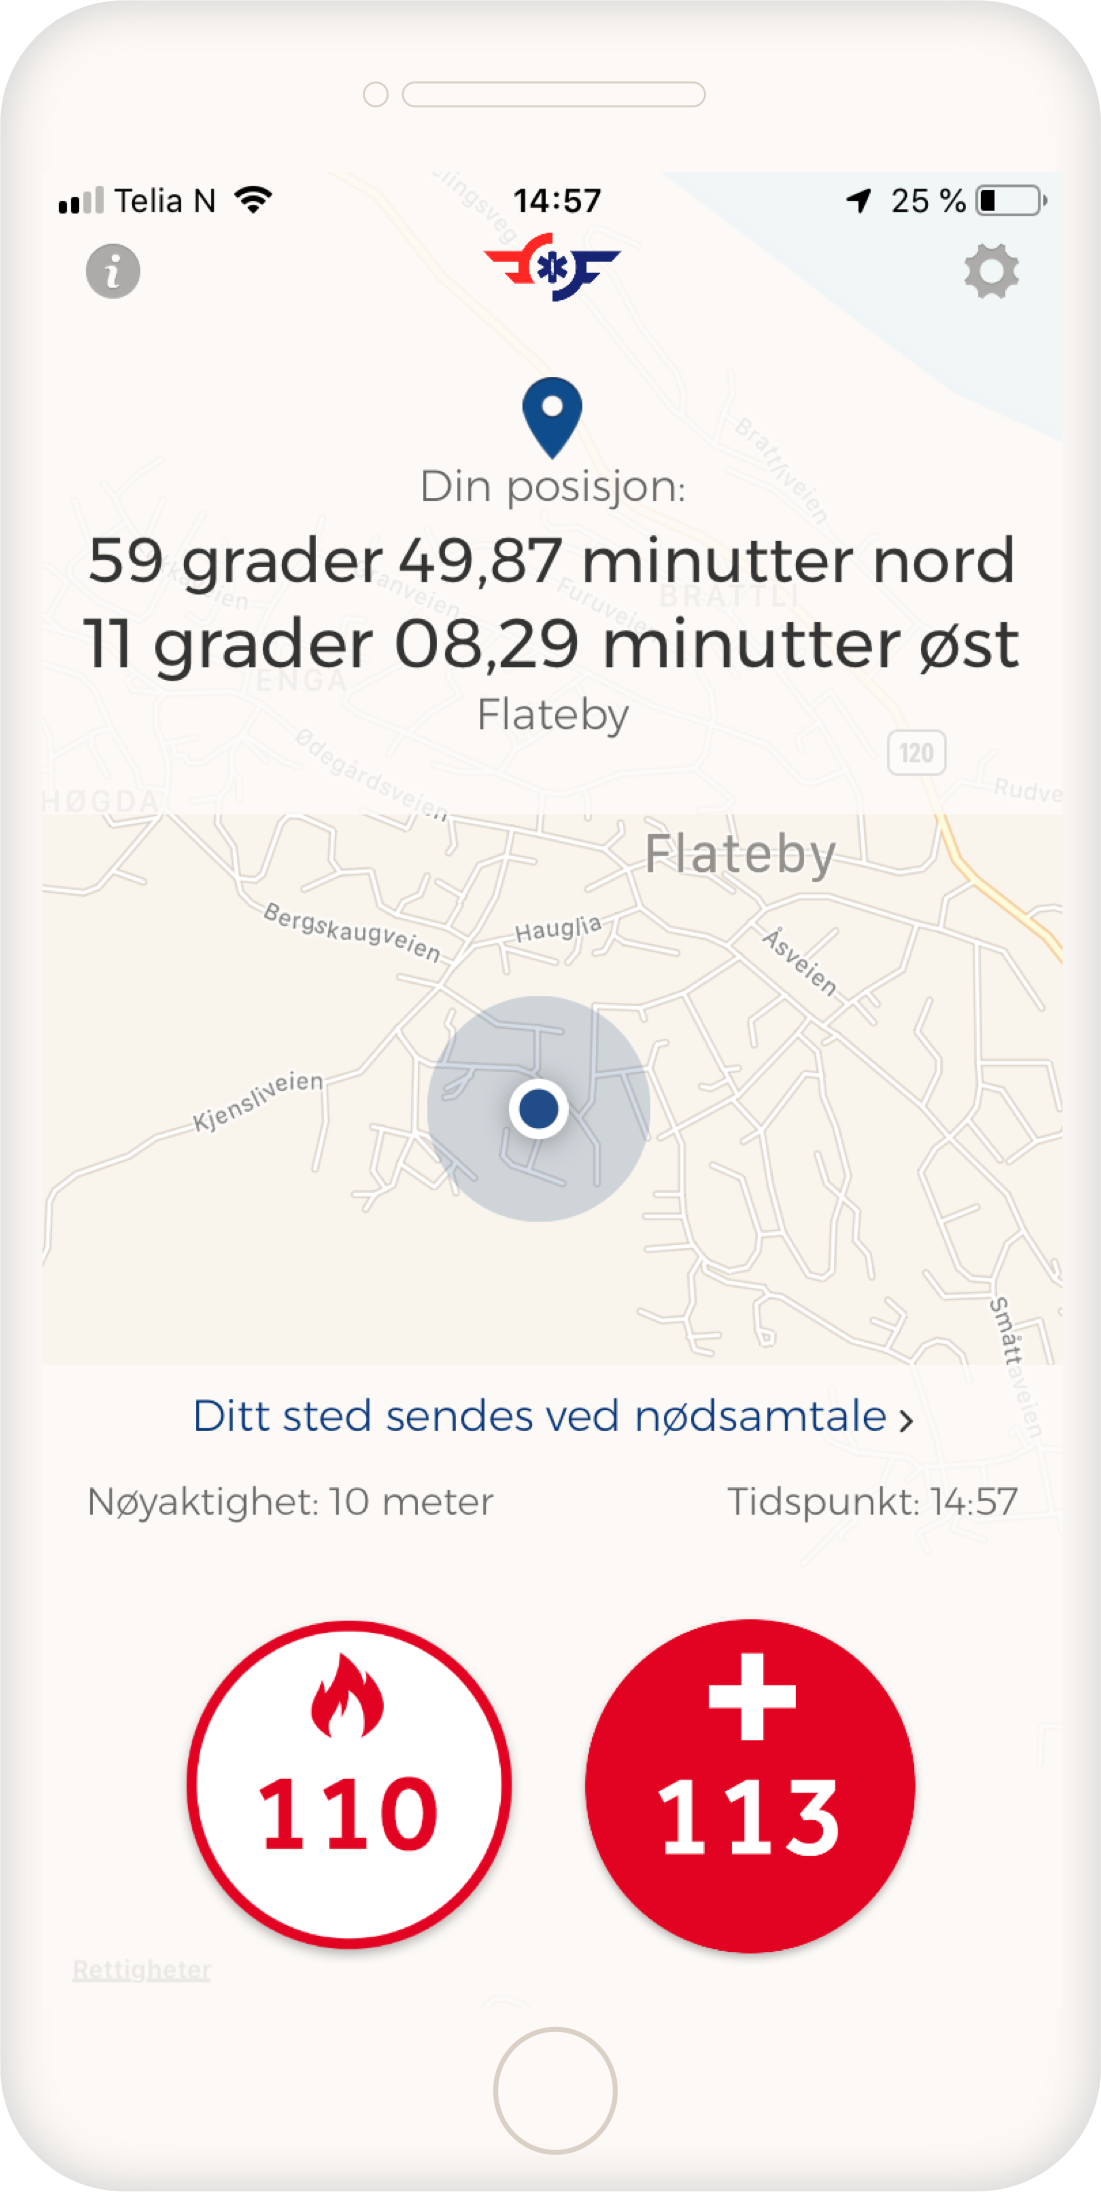 Telia N
14:57
25 %
Din posisjon:
59 grader 49,87 minutter nord
11 grader 08,29 minutter øst
Flateby
Brattliveien
Furuveien
BRATTLI
ENGA
Ødegårdsveien
120
HØGDA
Rudve
Flateby
Bergskaugveien
Hauglia
Åsveien
Kjensliveien
Småttaveien
Ditt sted sendes ved nødsamtale ›
Nøyaktighet: 10 meter
Tidspunkt: 14:57
110
113
Rettigheter